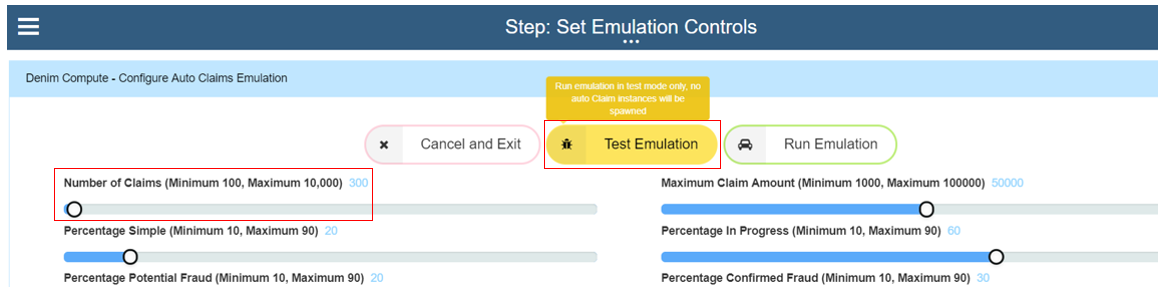 Step: Set Emulation Controls
Denim Compute - Configure Auto Claims Emulation
Run emulation in test mode only, no
auto Claim instances will be
spawned
Cancel and Exit
Test Emulation
Run Emulation
Number of Claims (Minimum 100, Maximum 10,000) 300
Maximum Claim Amount (Minimum 1000, Maximum 100000) 50000
Percentage Simple (Minimum 10, Maximum 90) 20
Percentage In Progress (Minimum 10, Maximum 90) 60
Percentage Potential Fraud (Minimum 10, Maximum 90) 20
Percentage Confirmed Fraud (Minimum 10, Maximum 90) 30